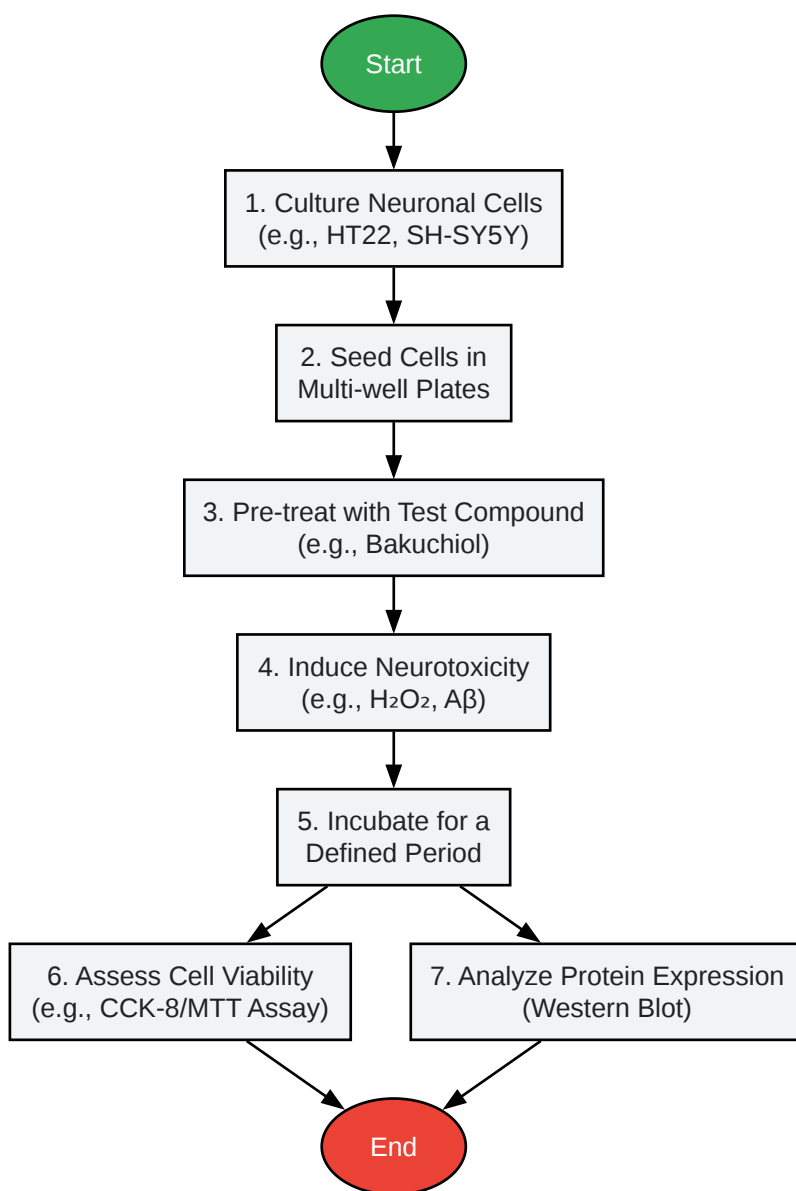 Start
1. Culture Neuronal Cells
(e.g., HT22, SH-SY5Y)
2. Seed Cells in
Multi-well Plates
3. Pre-treat with Test Compound
(e.g., Bakuchiol)
4. Induce Neurotoxicity
(e.g., H₂O₂, Aβ)
5. Incubate for a
Defined Period
6. Assess Cell Viability
(e.g., CCK-8/MTT Assay)
7. Analyze Protein Expression
(Western Blot)
End